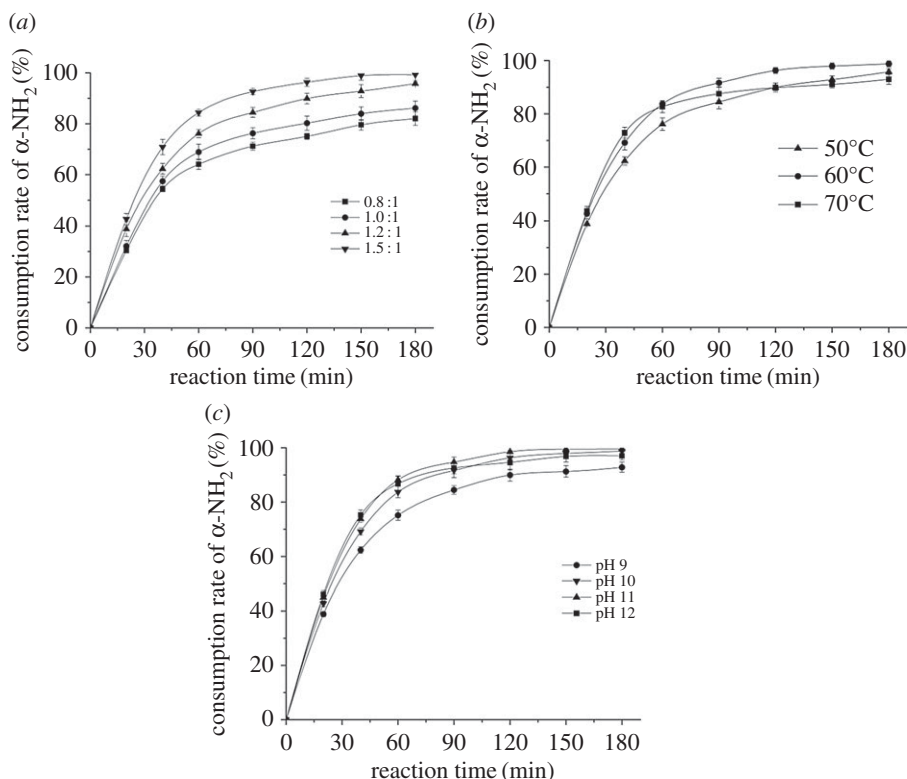 (a)
consumption rate of α-NH2 (%)
100
80
60
40
20
0
0 30 60 90 120 150 180
reaction time (min)
0.8 : 1
1.0 : 1
1.2 : 1
1.5 : 1
(b)
consumption rate of α-NH2 (%)
100
80
60
40
20
0
0 30 60 90 120 150 180
reaction time (min)
50°C
60°C
70°C
(c)
consumption rate of α-NH2 (%)
100
80
60
40
20
0
0 30 60 90 120 150 180
reaction time (min)
pH 9
pH 10
pH 11
pH 12